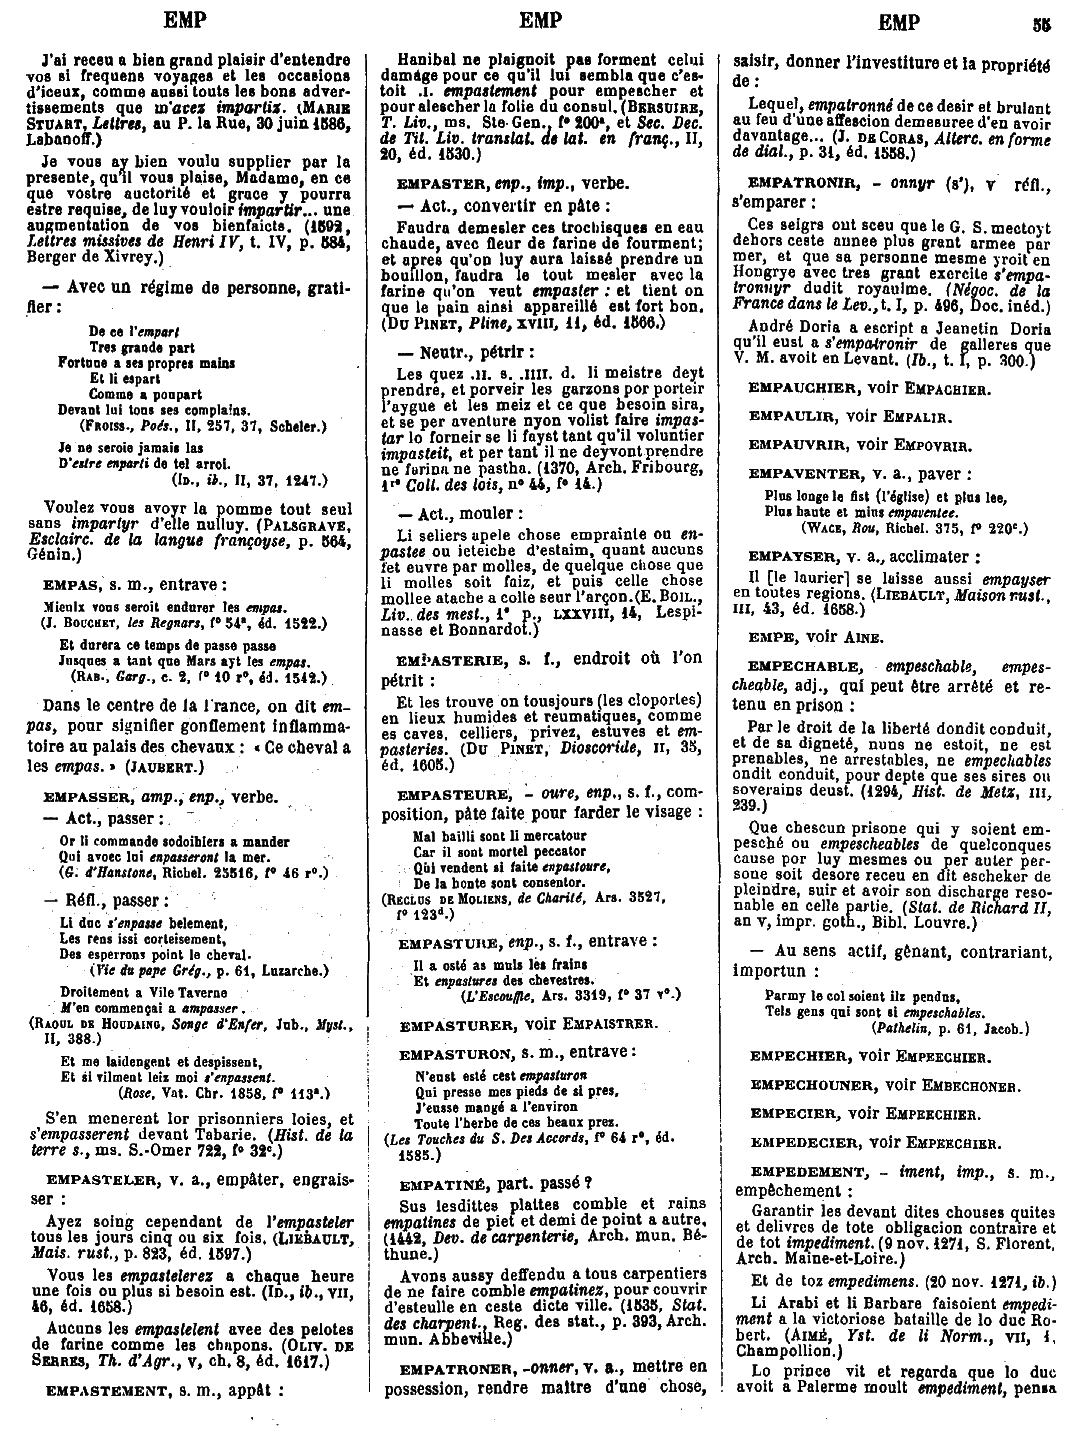 EMP
EMP
EMP
55
J'ai receu a bien grand plaisir d'entendre
vos si frequens voyages et les occasions
d'iceux, comme aussi touts les bons adver-
tissements que m'avez impartiz. (MARIE
STUART, Lettres, au P. la Rue, 30 juin 1586,
Labanoff.)
Je vous ay bien voulu supplier par la
presente, qu'il vous plaise, Madame, en ce
que vostre auctorité et grace y pourra
estre requise, de luy vouloir impartir... une
augmentation de vos bienfaicts. (1592,
Lettres missives de Henri IV, t. IV, p. 584,
Berger de Xivrey.)
— Avec un régime de personne, grati-
fier :
De ce l'empart
Tres grande part
Fortune a ses propres mains
Et li espart
Comme a poupart
Devant lui tous ses complains.
(FROISS., Poés., II, 257, 37, Scheler.)
Je ne seroie jamais las
D'estre enparti de tel arroi.
(ID., ib., II, 37, 1247.)
Voulez vous avoyr la pomme tout seul
sans impartyr d'elle nulluy. (PALSGRAVE,
Esclairc. de la langue françoyse, p. 564,
Génin.)
EMPAS, s. m., entrave :
Mieulx vous seroit endurer les empas.
(J. BOUCHET, les Regnars, f° 54ª, éd. 1522.)
Et durera ce temps de passe passe
Jusques a tant que Mars ayt les empas.
(RAB., Garg., c. 2, f° 10 r°, éd. 1542.)
Dans le centre de la France, on dit em-
pas, pour signifier gonflement inflamma-
toire au palais des chevaux : « Ce cheval a
les empas. » (JAUBERT.)
EMPASSER, amp., enp., verbe.
— Act., passer :
Or li commande sodoihiers a mander
Qui avoec lui enpasseront la mer.
(G. d'Hanstone, Richel. 25516, f° 46 r°.)
— Réfl., passer :
Li duc s'enpasse belement,
Les rens issi corteisement,
Des esperrons point le cheval.
(Vie du pape Grég., p. 61, Luzarche.)
Droitement a Vile Taverne
M'en commençai a ampasser.
(RAOUL DE HOUDAING, Songe d'Enfer, Jub., Myst.,
II, 388.)
Et me laidengent et despissent,
Et si vilment leiz moi s'enpassent.
(Rose, Vat. Chr. 1858, f° 113ª.)
S'en menerent lor prisonniers loies, et
s'empasserent devant Tabarie. (Hist. de la
terre s., ms. S.-Omer 722, f° 32ᶜ.)
EMPASTELER, v. a., empâter, engrais-
ser :
Ayez soing cependant de l'empasteler
tous les jours cinq ou six fois. (LIEBAULT,
Mais. rust., p. 823, éd. 1597.)
Vous les empastelerez a chaque heure
une fois ou plus si besoin est. (ID., ib., VII,
46, éd. 1658.)
Aucuns les empastelent avec des pelotes
de farine comme les chapons. (OLIV. DE
SERRES, Th. d'Agr., V, ch. 8, éd. 1617.)
EMPASTEMENT, s. m., appât :
Hanibal ne plaignoit pas forment celui
damage pour ce qu'il lui sembla que c'es-
toit .I. empastement pour empescher et
pour alescher la folie du consul. (BERSUIRE,
T. Liv., ms. Ste-Gen., f° 200ª, et Sec. Dec.
de Tit. Liv. translat. de lat. en franç., II,
20, éd. 1530.)
EMPASTER, enp., imp., verbe.
— Act., convertir en pâte :
Faudra demesler ces trochisques en eau
chaude, avec fleur de farine de fourment;
et apres qu'on luy aura laissé prendre un
bouillon, faudra le tout mesler avec la
farine qu'on veut empaster : et tient on
que le pain ainsi appareillé est fort bon.
(DU PINET, Pline, XVIII, 11, éd. 1566.)
— Neutr., pétrir :
Les quez .II. s. .IIII. d. li meistre deyt
prendre, et porveir les garzons por porteir
l'aygue et les meiz et ce que besoin sira,
et se per aventure nyon volist faire impas-
tar lo forneir se li fayst tant qu'il voluntier
impasteit, et per tant il ne deyvont prendre
ne farina ne pastha. (1370, Arch. Fribourg,
1ʳᵉ Coll. des lois, n° 44, f° 14.)
— Act., mouler :
Li seliers apele chose emprainte ou en-
pastee ou ieteiche d'estaim, quant aucuns
fet euvre par molles, de quelque chose que
li molles soit faiz, et puis celle chose
mollee atache a colle seur l'arçon. (E. BOIL.,
Liv. des mest., 1ª p., LXXVIII, 14, Lespi-
nasse et Bonnardot.)
EMPASTERIE, s. f., endroit où l'on
pétrit :
Et les trouve on tousjours (les cloportes)
en lieux humides et reumatiques, comme
es caves, celliers, privez, estuves et em-
pasteries. (DU PINET, Dioscoride, II, 35,
éd. 1605.)
EMPASTEURE, - oure, enp., s. f., com-
position, pâte faite pour farder le visage :
Mal bailli sont li mercatour
Car il sont mortel peccator
Qui vendent si faite enpastoure,
De la honte sont consentor.
(RECLUS DE MOLIENS, de Charité, Ars. 3527,
f° 123ᵈ.)
EMPASTURE, enp., s. f., entrave :
Il a osté as muls les frains
Et enpastures des chevestres.
(L'Escouffle, Ars. 3319, f° 37 v°.)
EMPASTURER, voir EMPAISTRER.
EMPASTURON, s. m., entrave :
N'eust esté cest empasturon
Qui presse mes pieds de si pres,
J'eusse mangé a l'environ
Toute l'herbe de ces beaux prez.
(Les Touches du S. Des Accords, f° 64 r°, éd.
1585.)
EMPATINÉ, part. passé ?
Sus lesdittes plattes comble et rains
empatines de piet et demi de point a autre.
(1442, Dev. de carpenterie, Arch. mun. Bé-
thune.)
Avons aussy deffendu a tous carpentiers
de ne faire comble empatinez, pour couvrir
d'esteulle en ceste dicte ville. (1535, Stat.
des charpent., Reg. des stat., p. 393, Arch.
mun. Abbeville.)
EMPATRONER, -onner, v. a., mettre en
possession, rendre maître d'une chose,
saisir, donner l'investiture et la propriété
de :
Lequel, empatronné de ce desir et brulant
au feu d'une affescion demesuree d'en avoir
davantage... (J. DE CORAS, Alterc. en forme
de dial., p. 31, éd. 1558.)
EMPATRONIR, - onnyr (s'), v réfl.,
s'emparer :
Ces seigrs ont sceu que le G. S. mectoyt
dehors ceste annee plus grant armee par
mer, et que sa personne mesme yroit en
Hongrye avec tres grant exercite s'empa-
tronnyr dudit royaulme. (Négoc. de la
France dans le Lev., t. I, p. 496, Doc. inéd.)
André Doria a escript a Jeanetin Doria
qu'il eust a s'empatronir de galleres que
V. M. avoit en Levant. (Ib., t. I, p. 300.)
EMPAUCHIER, voir EMPACHIER.
EMPAULIR, voir EMPALIR.
EMPAUVRIR, voir EMPOVRIR.
EMPAVENTER, v. a., paver :
Plus longe le fist (l'église) et plus lee,
Plus haute et mius empaventee.
(WACE, Rou, Richel. 375, f° 220ᶜ.)
EMPAYSER, v. a., acclimater :
Il [le laurier] se laisse aussi empayser
en toutes regions. (LIEBAULT, Maison rust.,
III, 43, éd. 1658.)
EMPE, voir AINE.
EMPECHABLE, empeschable, empes-
cheable, adj., qui peut être arrêté et re-
tenu en prison :
Par le droit de la liberté dondit conduit,
et de sa digneté, nuns ne estoit, ne est
prenables, ne arrestables, ne empechables
ondit conduit, pour depte que ses sires ou
soverains deust. (1294, Hist. de Metz, III,
239.)
Que chescun prisone qui y soient em-
pesché ou empescheables de quelconques
cause por luy mesmes ou per auter per-
sone soit desore receu en dit escheker de
pleindre, suir et avoir son discharge reso-
nable en celle partie. (Stat. de Richard II,
an V, impr. goth., Bibl. Louvre.)
— Au sens actif, gênant, contrariant,
importun :
Parmy le col soient ilz pendus,
Tels gens qui sont si empeschables.
(Pathelin, p. 61, Jacob.)
EMPECHIER, voir EMPEECHIER.
EMPECHOUNER, voir EMBECHONER.
EMPECIER, voir EMPEECHIER.
EMPEDECIER, voir EMPEECHIER.
EMPEDEMENT, - iment, imp., s. m.,
empêchement :
Garantir les devant dites chouses quites
et delivres de tote obligacion contraire et
de tot impediment. (9 nov. 1271, S. Florent,
Arch. Maine-et-Loire.)
Et de toz empedimens. (20 nov. 1271, ib.)
Li Arabi et li Barbare faisoient empedi-
ment a la victoriose bataille de lo duc Ro-
bert. (AIMÉ, Yst. de li Norm., VII, 1,
Champollion.)
Lo prince vit et regarda que lo duc
avoit a Palerme moult empediment, pensa